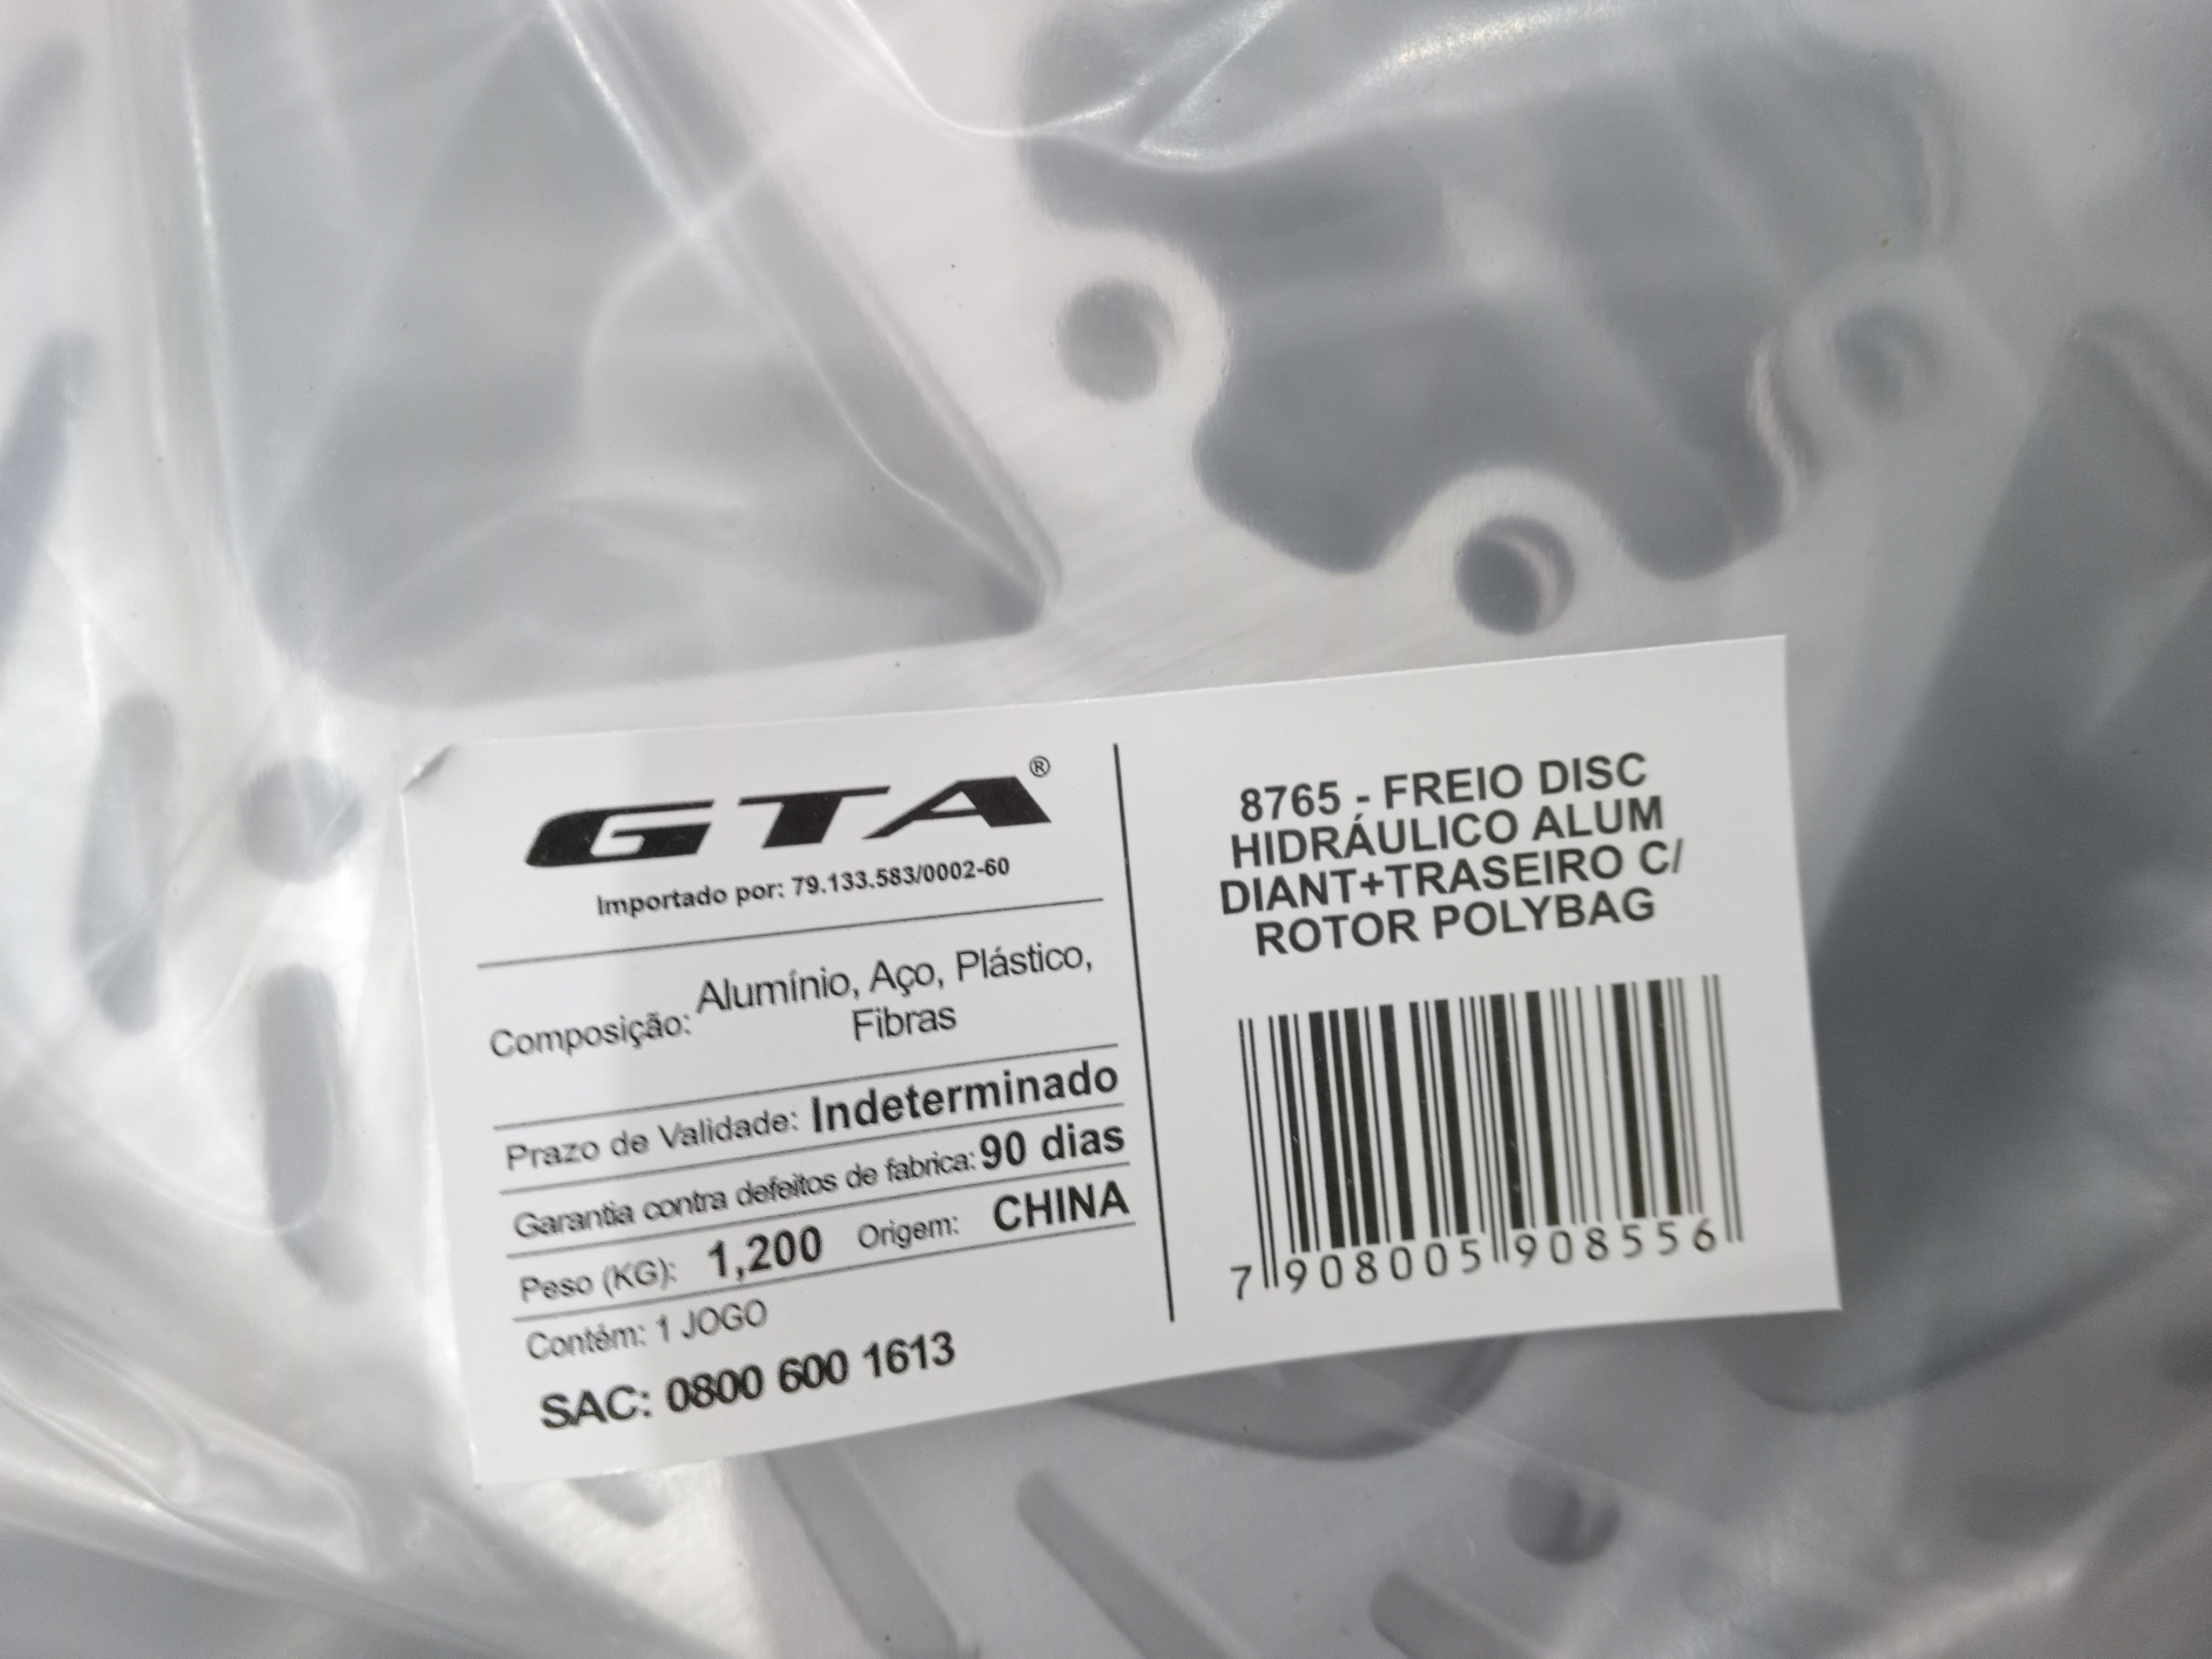 GTA®
Importado por: 79.133.583/0002-60
Composição: Alumínio, Aço, Plástico,
Fibras
Prazo de Validade: Indeterminado
Garantia contra defeitos de fabrica: 90 dias
Peso (KG): 1,200 Origem: CHINA
Contém: 1 JOGO
SAC: 0800 600 1613
8765 - FREIO DISC
HIDRÁULICO ALUM
DIANT+TRASEIRO C/
ROTOR POLYBAG
7 908005 908556